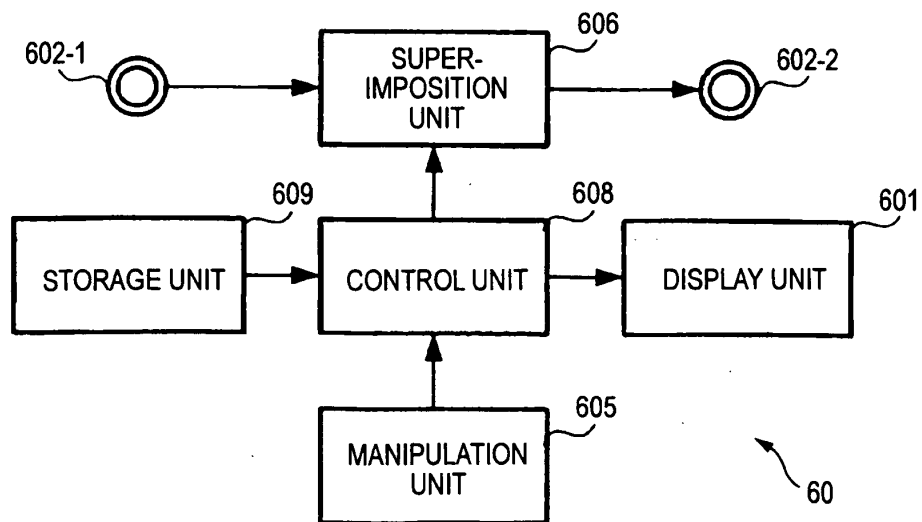 606
602-1
SUPER-
IMPOSITION
UNIT
602-2
609
608
601
STORAGE UNIT
CONTROL UNIT
DISPLAY UNIT
605
MANIPULATION
UNIT
60